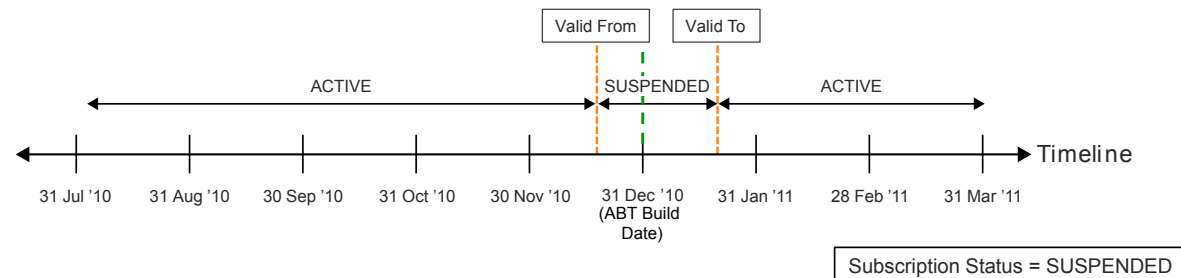 Valid From
Valid To
ACTIVE
SUSPENDED
ACTIVE
Timeline
31 Jul ’10
31 Aug ’10
30 Sep ’10
31 Oct ’10
30 Nov ’10
31 Dec ’10
31 Jan ’11
28 Feb ’11
31 Mar ’11
(ABT Build
Date)
Subscription Status = SUSPENDED